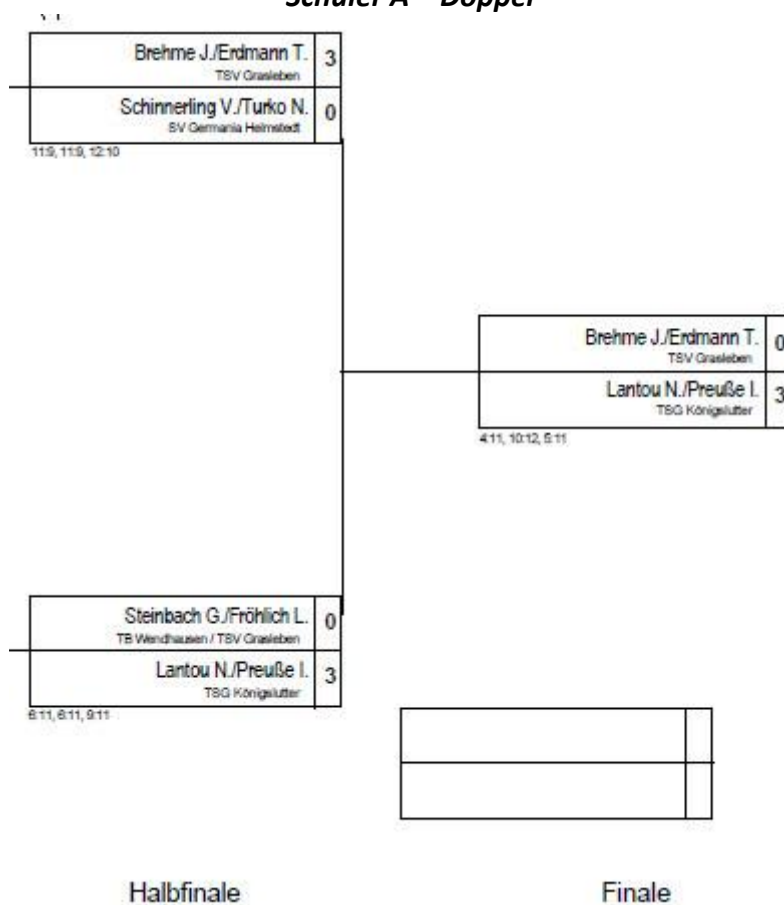 Schüler A – Doppel
Brehme J./Erdmann T. 3
TSV Grasleben
Schinnerling V./Turko N. 0
SV Germania Helmstedt
11:9, 11:9, 12:10
Brehme J./Erdmann T. 0
TSV Grasleben
Lantou N./Preuße I. 3
TSG Königslutter
4:11, 10:12, 5:11
Steinbach G./Fröhlich L. 0
TB Wendhausen / TSV Grasleben
Lantou N./Preuße I. 3
TSG Königslutter
6:11, 6:11, 9:11
Halbfinale
Finale